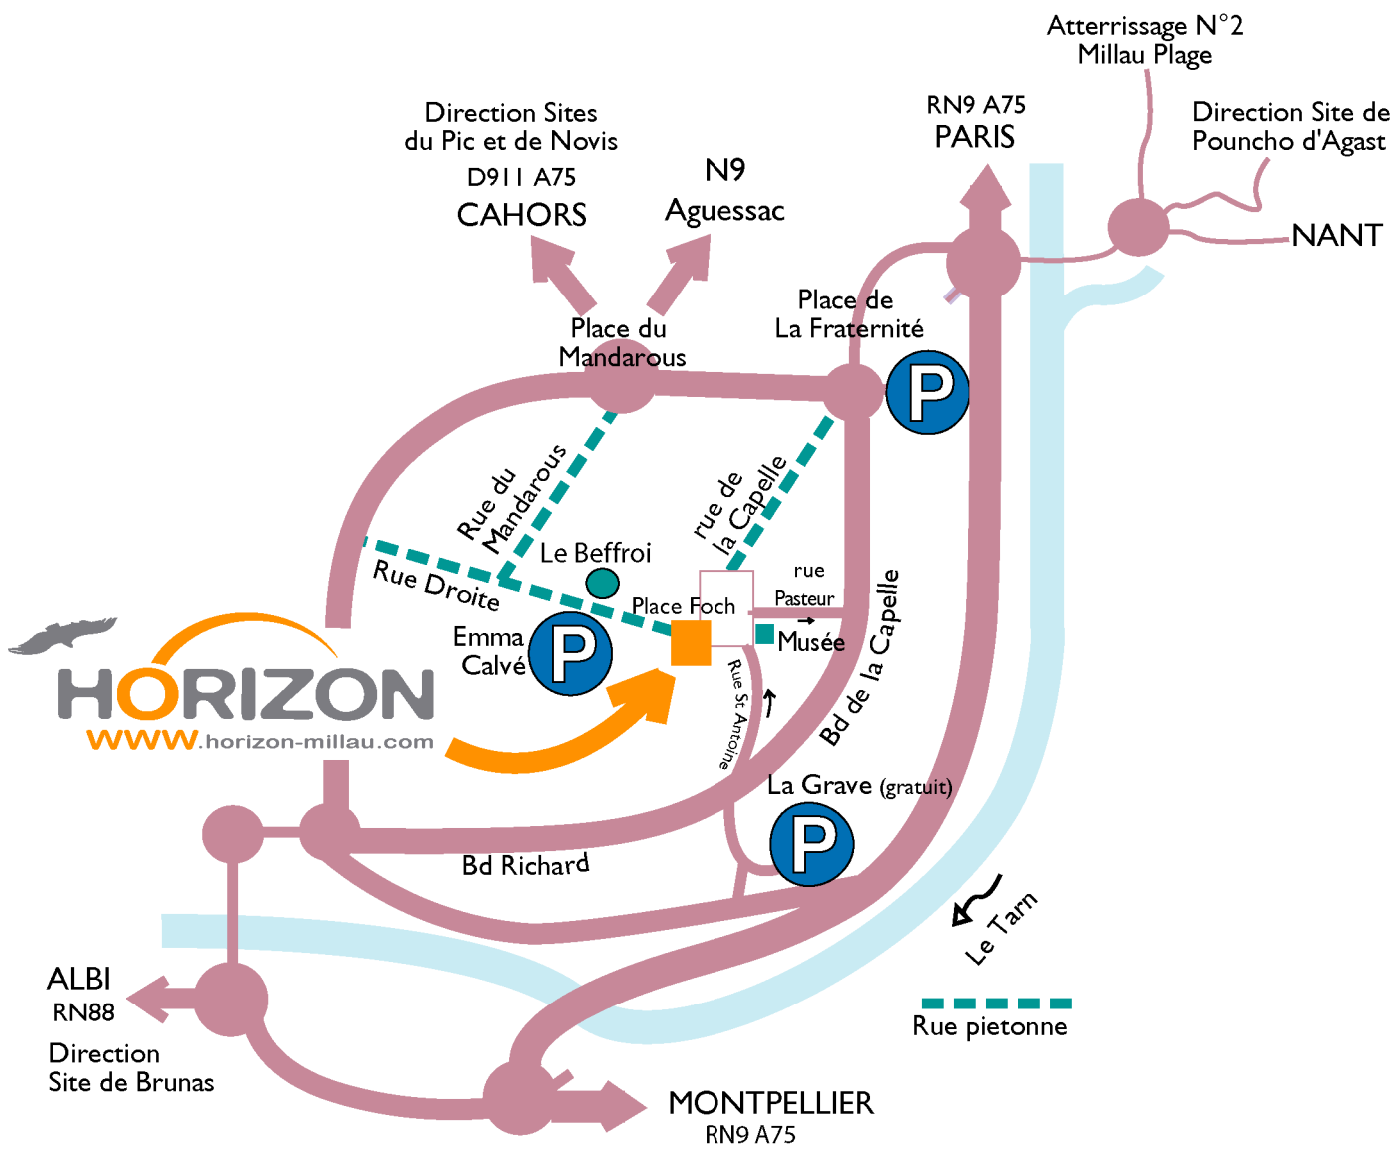 Atterrissage N°2
Millau Plage
Direction Site de
Pouncho d'Agast
NANT
RN9 A75
PARIS
Direction Sites
du Pic et de Novis
D911 A75
CAHORS
N9
Aguessac
Place du
Mandarous
Place de
La Fraternité
P
Rue du
Mandarous
rue de
la Capelle
Le Beffroi
Rue Droite
Place Foch
rue
Pasteur
Musée
Emma
Calvé
P
Rue St Antoine
Bd de la Capelle
HORIZON
www.horizon-millau.com
La Grave (gratuit)
P
Bd Richard
Le Tarn
Rue pietonne
ALBI
RN88
Direction
Site de Brunas
MONTPELLIER
RN9 A75